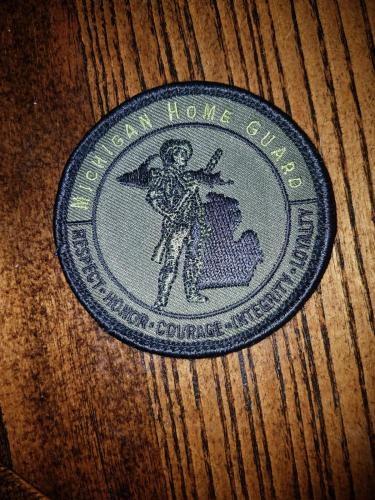 MICHIGAN HOME GUARD
RESPECT • HONOR • COURAGE • INTEGRITY • LOYALTY